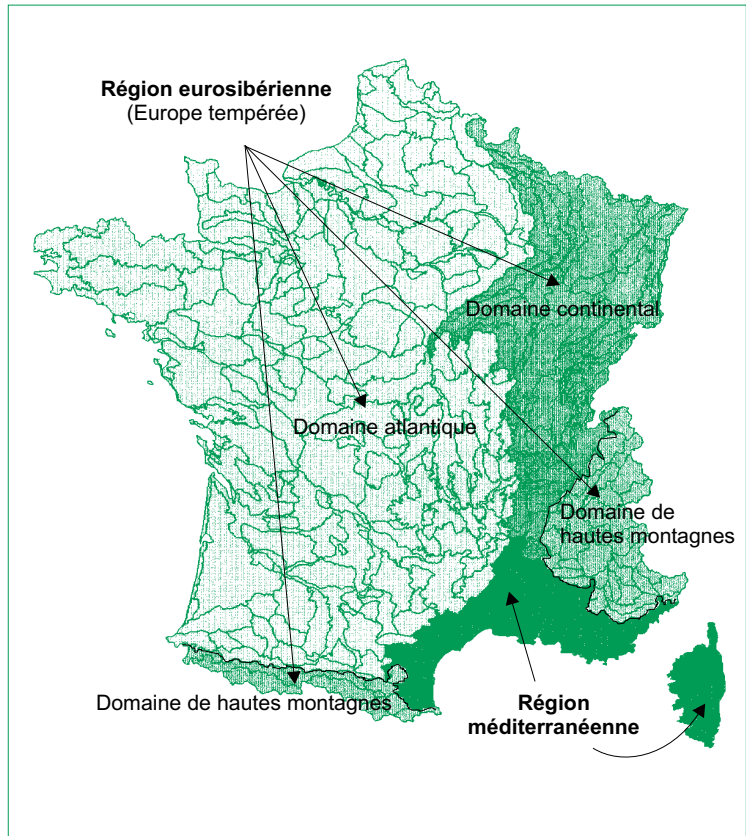 Région eurosibérienne
(Europe tempérée)
Domaine continental
Domaine atlantique
Domaine de
hautes montagnes
Domaine de hautes montagnes
Région
méditerranéenne